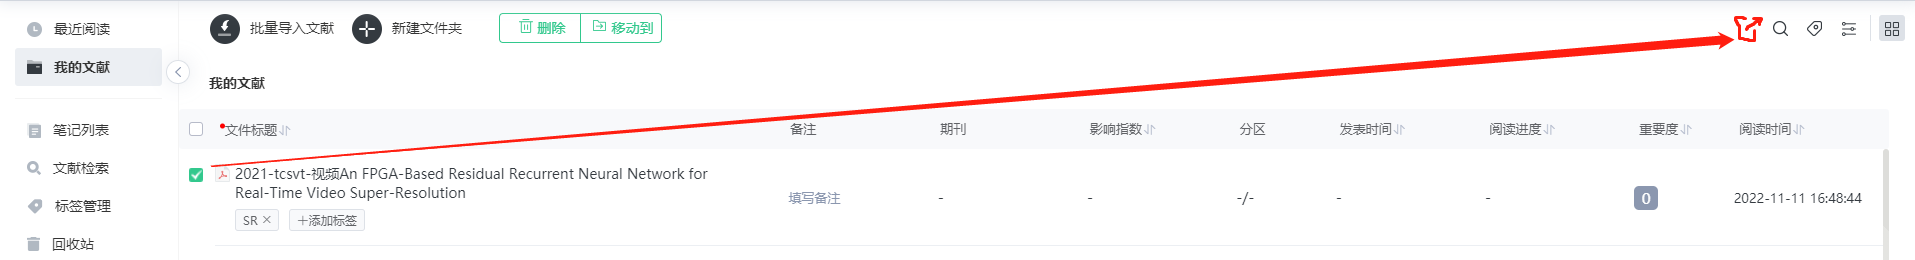 最近阅读
我的文献
笔记列表
文献检索
标签管理
回收站
批量导入文献
新建文件夹
删除
移动到
我的文献
文件标题
备注
期刊
影响指数
分区
发表时间
阅读进度
重要度
阅读时间
2021-tcsvt-视频An FPGA-Based Residual Recurrent Neural Network for
Real-Time Video Super-Resolution
SR ×
+添加标签
填写备注
-
-
-/-
-
-
0
2022-11-11 16:48:44